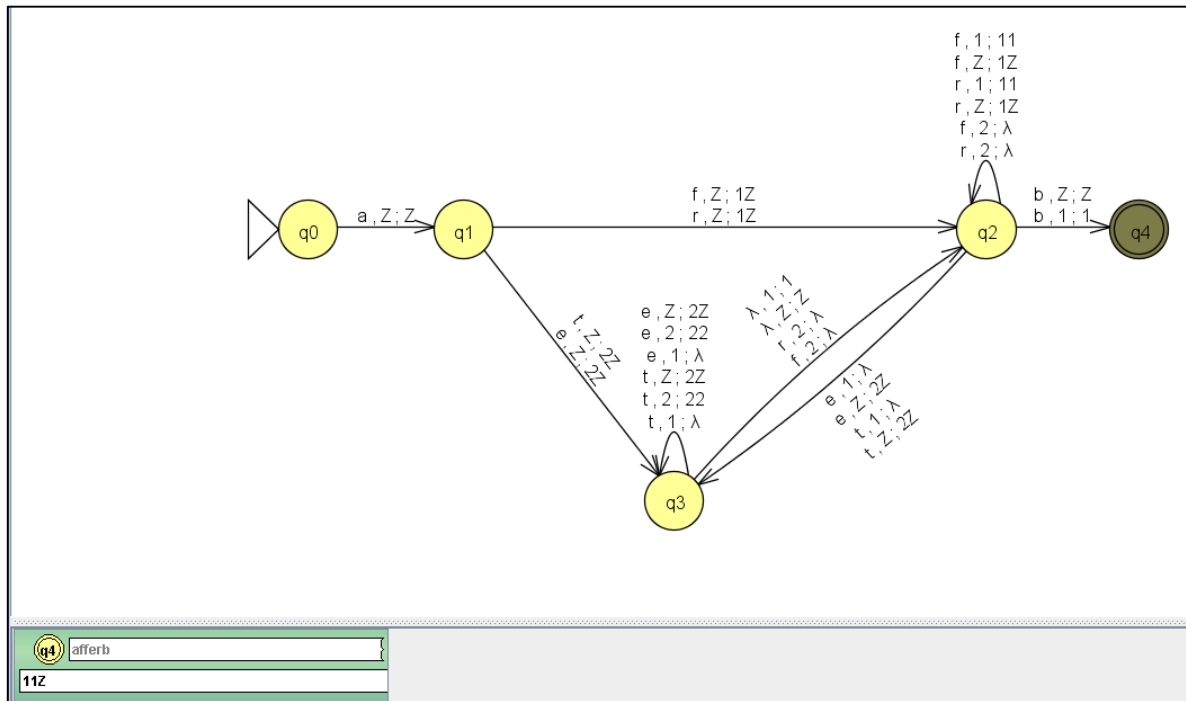 f , 1 ; 11
f , Z ; 1Z
r , 1 ; 11
r , Z ; 1Z
f , 2 ; λ
r , 2 ; λ
f , Z ; 1Z
r , Z ; 1Z
b , Z ; Z
b , 1 ; 1
a , Z ; Z
q0
q1
q2
q4
t , Z ; 2Z
e , Z ; 2Z
e , Z ; 2Z
e , 2 ; 22
e , 1 ; λ
t , Z ; 2Z
t , 2 ; 22
t , 1 ; λ
λ , 1 ; 1
λ , Z ; Z
r , 2 ; λ
f , 2 ; λ
e , 1 ; λ
e , Z ; 2Z
t , 1 ; λ
t , Z ; 2Z
q3
q4
afferb
11Z